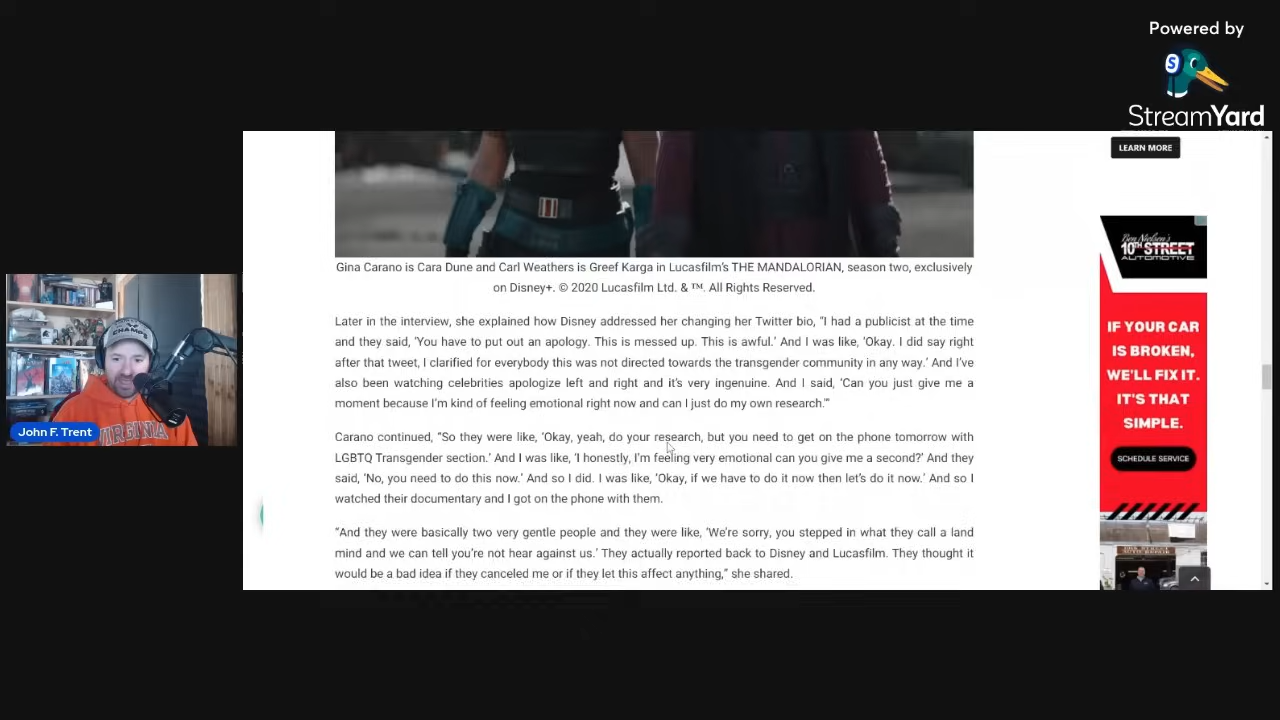 Powered by
S
StreamYard
LEARN MORE
Gina Carano is Cara Dune and Carl Weathers is Greef Karga in Lucasfilm's THE MANDALORIAN, season two, exclusively
on Disney+. © 2020 Lucasfilm Ltd. & ™. All Rights Reserved.
Later in the interview, she explained how Disney addressed her changing her Twitter bio, “I had a publicist at the time
and they said, ‘You have to put out an apology. This is messed up. This is awful.’ And I was like, ‘Okay. I did say right
after that tweet, I clarified for everybody this was not directed towards the transgender community in any way.’ And I’ve
also been watching celebrities apologize left and right and it’s very ingenuine. And I said, ‘Can you just give me a
moment because I’m kind of feeling emotional right now and can I just do my own research.’”
Carano continued, “So they were like, ‘Okay, yeah, do your research, but you need to get on the phone tomorrow with
LGBTQ Transgender section.’ And I was like, ‘I honestly, I’m feeling very emotional can you give me a second?’ And they
said, ‘No, you need to do this now.’ And so I did. I was like, ‘Okay, if we have to do it now then let’s do it now.’ And so I
watched their documentary and I got on the phone with them.
“And they were basically two very gentle people and they were like, ‘We’re sorry, you stepped in what they call a land
mind and we can tell you’re not hear against us.’ They actually reported back to Disney and Lucasfilm. They thought it
would be a bad idea if they canceled me or if they let this affect anything,” she shared.
Ben Nielsen's
10TH STREET
AUTOMOTIVE
IF YOUR CAR
IS BROKEN,
WE'LL FIX IT.
IT'S THAT
SIMPLE.
SCHEDULE SERVICE
CHAMPS
VIRGINIA
John F. Trent